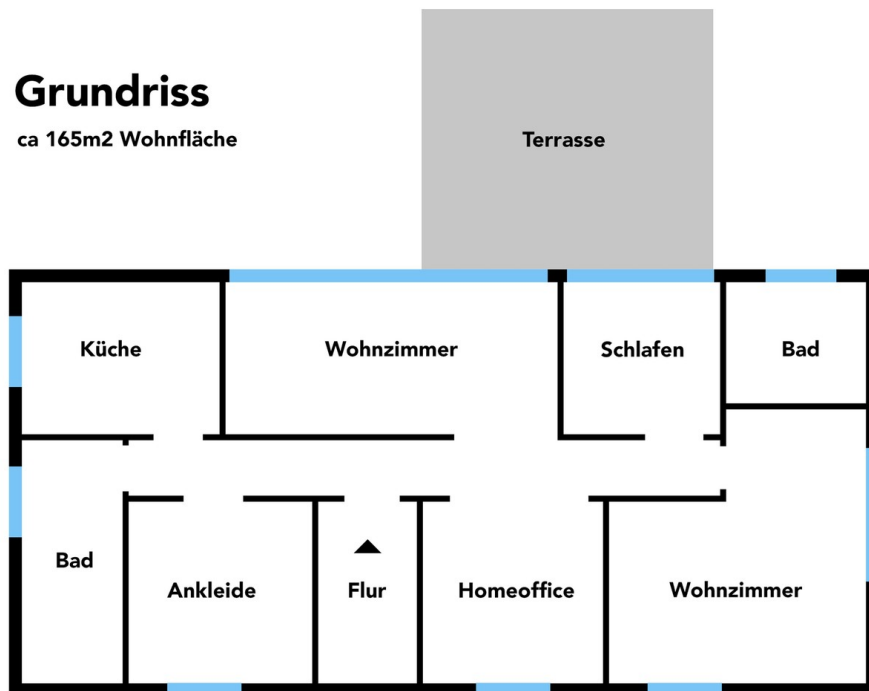 Grundriss
ca 165m2 Wohnfläche
Terrasse
Küche
Wohnzimmer
Schlafen
Bad
Bad
Ankleide
Flur
Homeoffice
Wohnzimmer